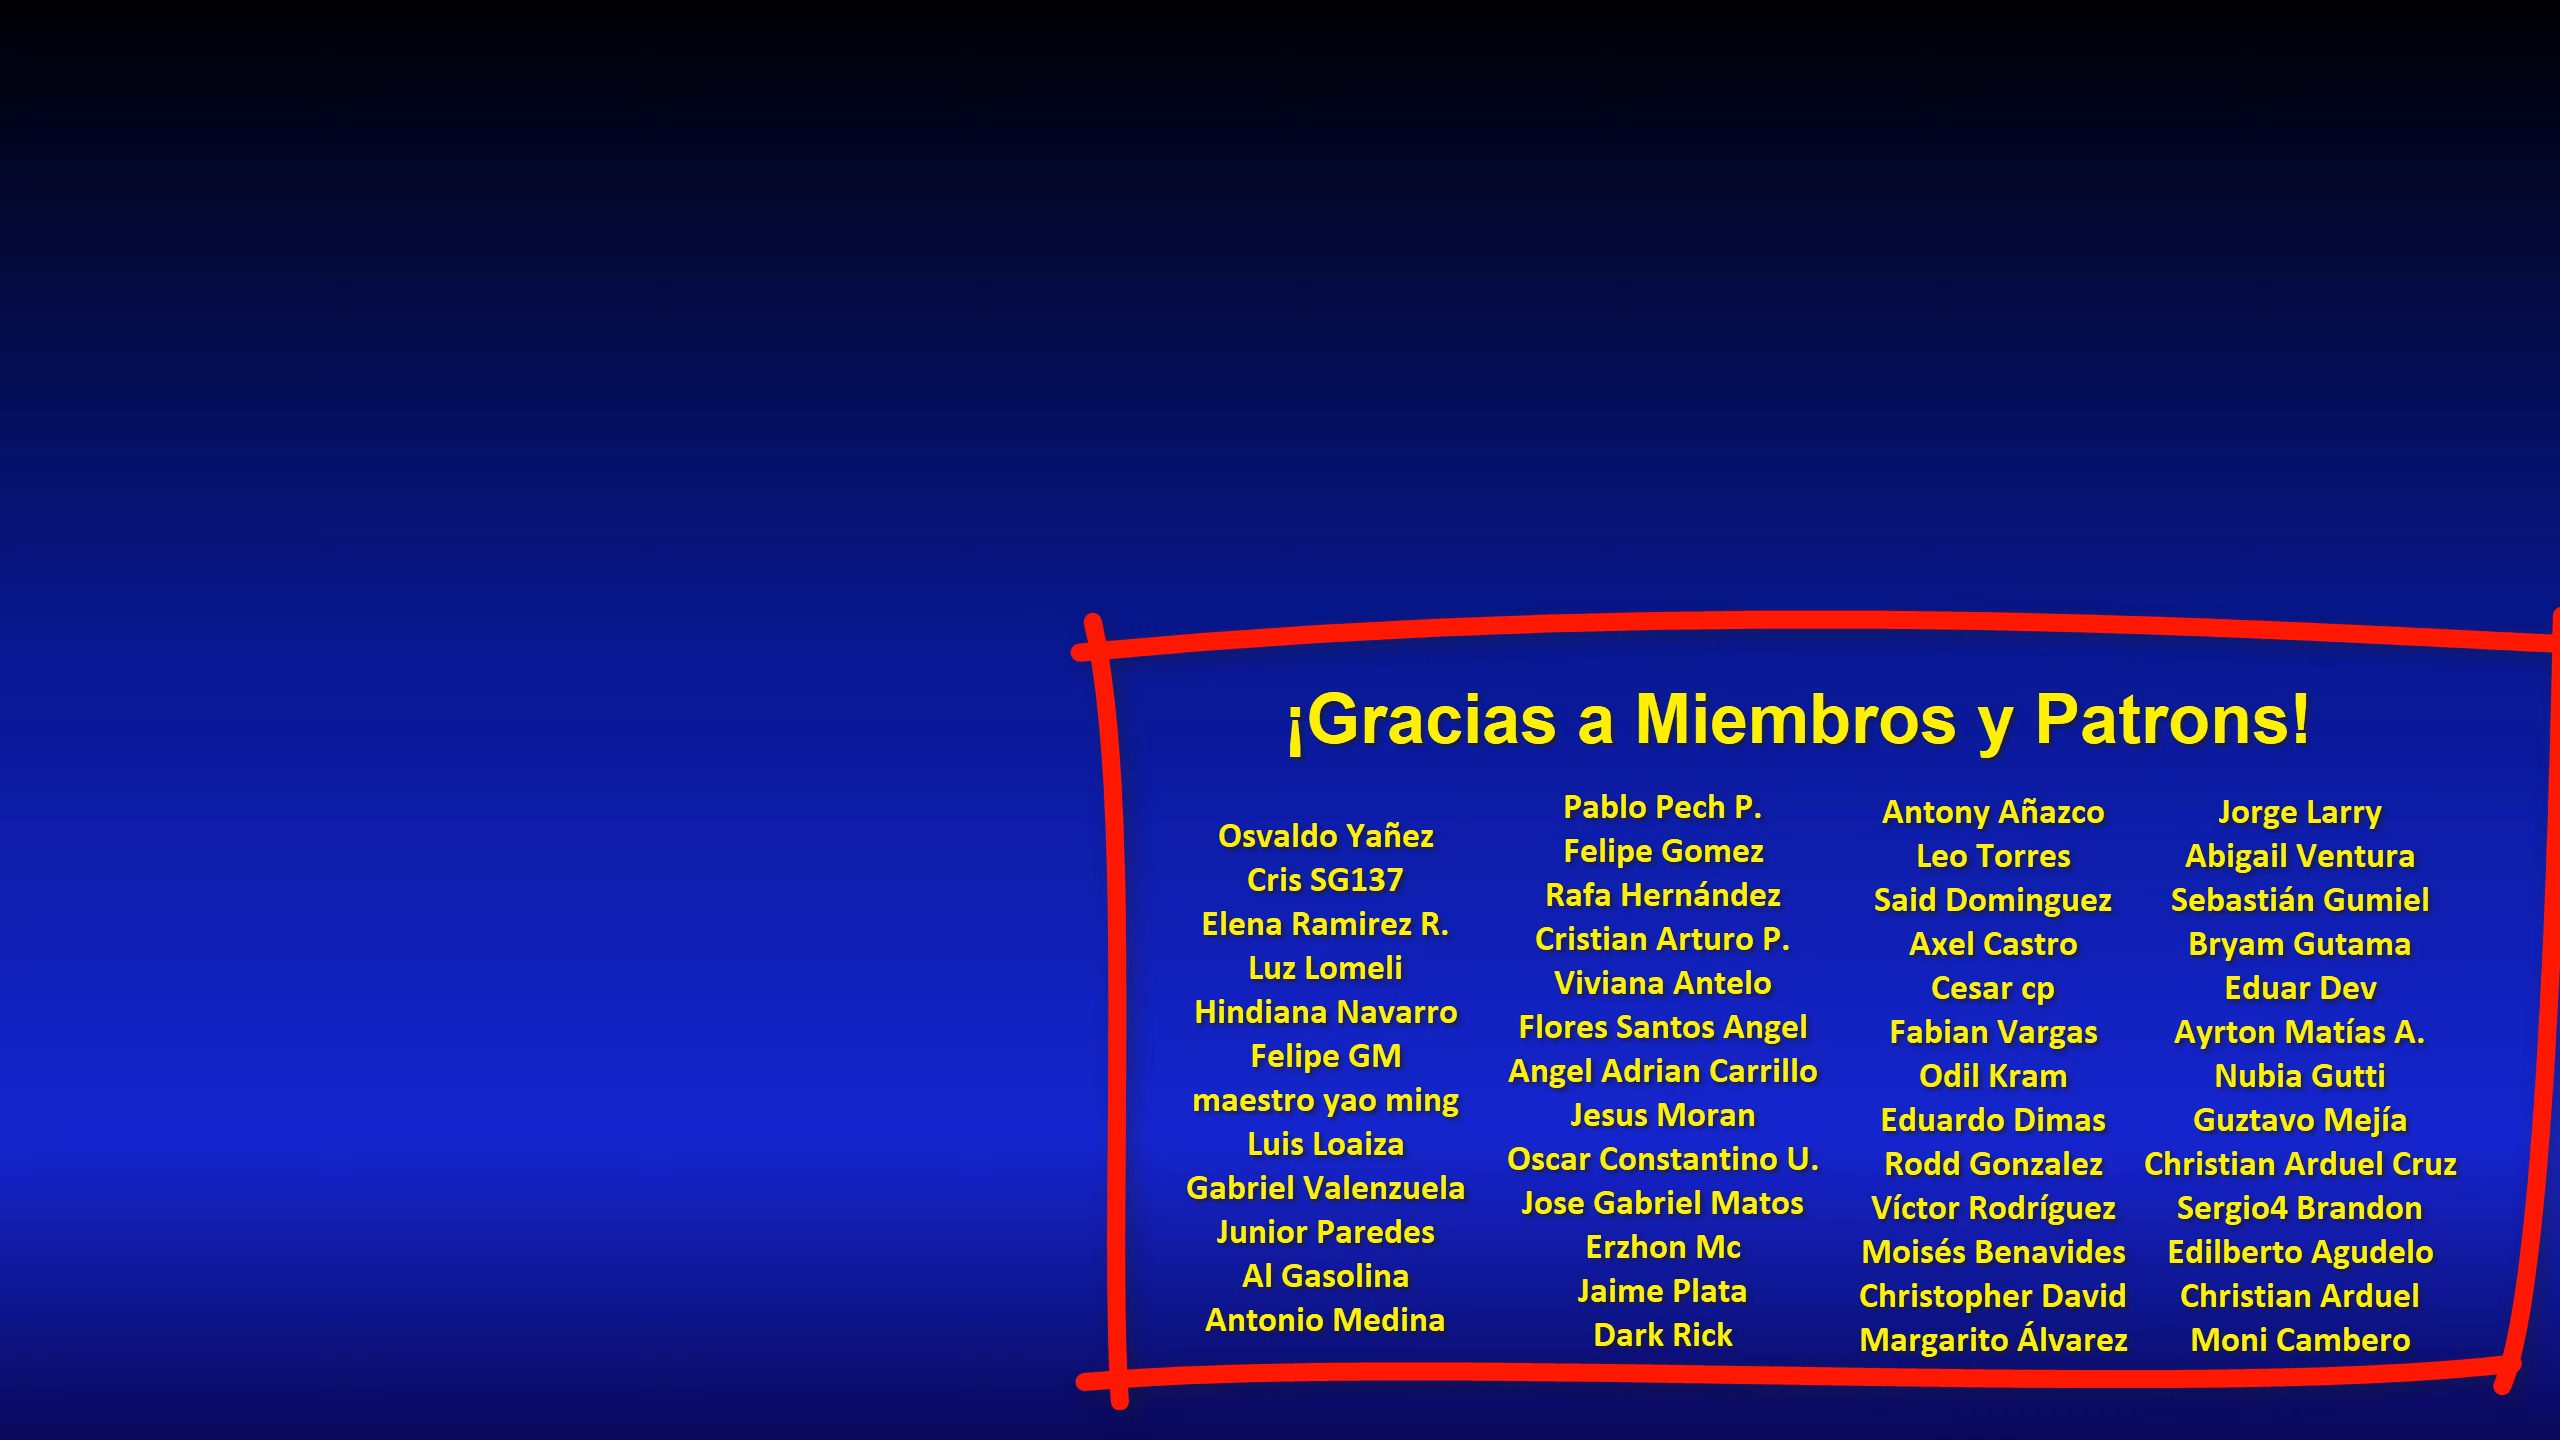 ¡Gracias a Miembros y Patrons!
Osvaldo Yañez
Cris SG137
Elena Ramirez R.
Luz Lomeli
Hindiana Navarro
Felipe GM
maestro yao ming
Luis Loaiza
Gabriel Valenzuela
Junior Paredes
Al Gasolina
Antonio Medina
Pablo Pech P.
Felipe Gomez
Rafa Hernández
Cristian Arturo P.
Viviana Antelo
Flores Santos Angel
Angel Adrian Carrillo
Jesus Moran
Oscar Constantino U.
Jose Gabriel Matos
Erzhon Mc
Jaime Plata
Dark Rick
Antony Añazco
Leo Torres
Said Dominguez
Axel Castro
Cesar cp
Fabian Vargas
Odil Kram
Eduardo Dimas
Rodd Gonzalez
Víctor Rodríguez
Moisés Benavides
Christopher David
Margarito Álvarez
Jorge Larry
Abigail Ventura
Sebastián Gumiel
Bryam Gutama
Eduar Dev
Ayrton Matías A.
Nubia Gutti
Guztavo Mejía
Christian Arduel Cruz
Sergio4 Brandon
Edilberto Agudelo
Christian Arduel
Moni Cambero